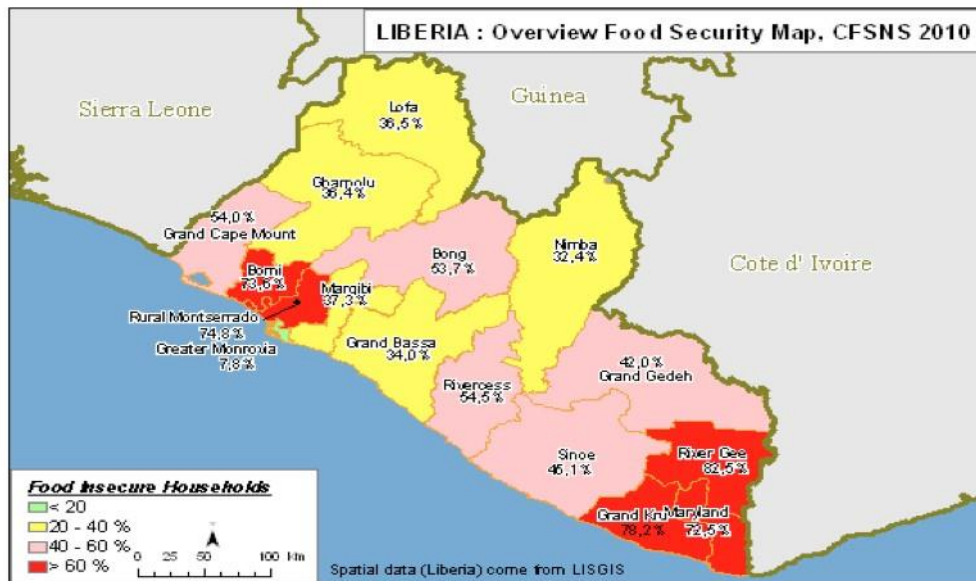 LIBERIA : Overview Food Security Map, CFSNS 2010
Sierra Leone
Guinea
Cote d' Ivoire
Lofa
36,5%
Gbarpolu
36,4%
54,0%
Grand Cape Mount
Bomi
73,6%
Bong
53,7%
Nimba
32,4%
Margibi
37,3%
Rural Montserrado
74,8%
Greater Monrovia
7,8%
Grand Bassa
34,0%
Rivercess
54,5%
42,0%
Grand Gedeh
Sinoe
45,1%
River Gee
82,5%
Grand Kru
78,2%
Maryland
72,5%
Food Insecure Households
< 20
20 - 40 %
40 - 60 %
> 60 %
0 50 100 km
Spatial data (Liberia) come from LISGIS